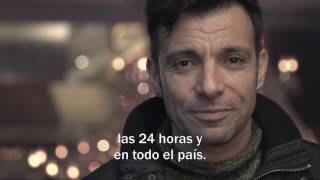 las 24 horas y
en todo el país.